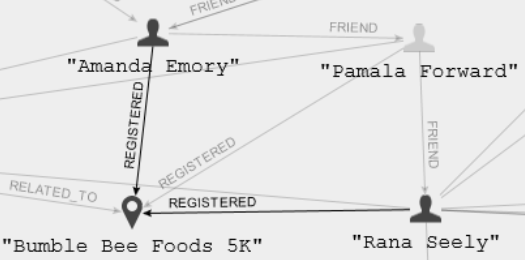 FRIEND
FRIEND
"Amanda Emory"
"Pamala Forward"
REGISTERED
REGISTERED
FRIEND
RELATED_TO
REGISTERED
"Bumble Bee Foods 5K"
"Rana Seely"